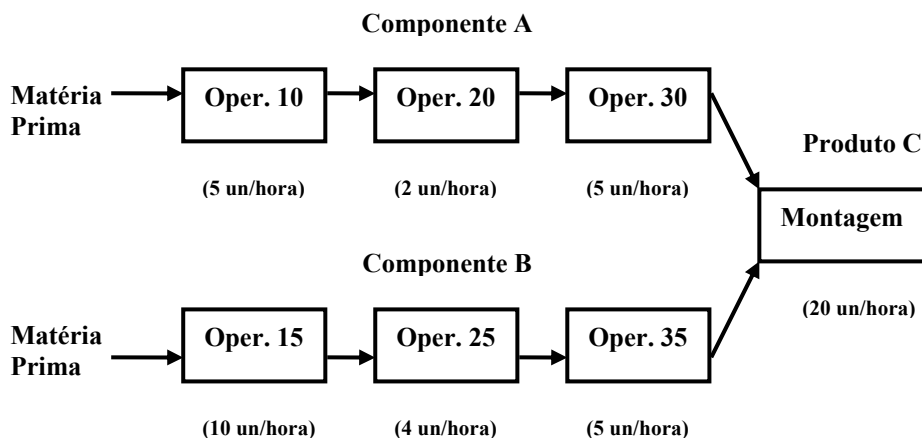 Componente A
Matéria
Prima
Oper. 10
Oper. 20
Oper. 30
(5 un/hora)
(2 un/hora)
(5 un/hora)
Produto C
Montagem
(20 un/hora)
Componente B
Matéria
Prima
Oper. 15
Oper. 25
Oper. 35
(10 un/hora)
(4 un/hora)
(5 un/hora)